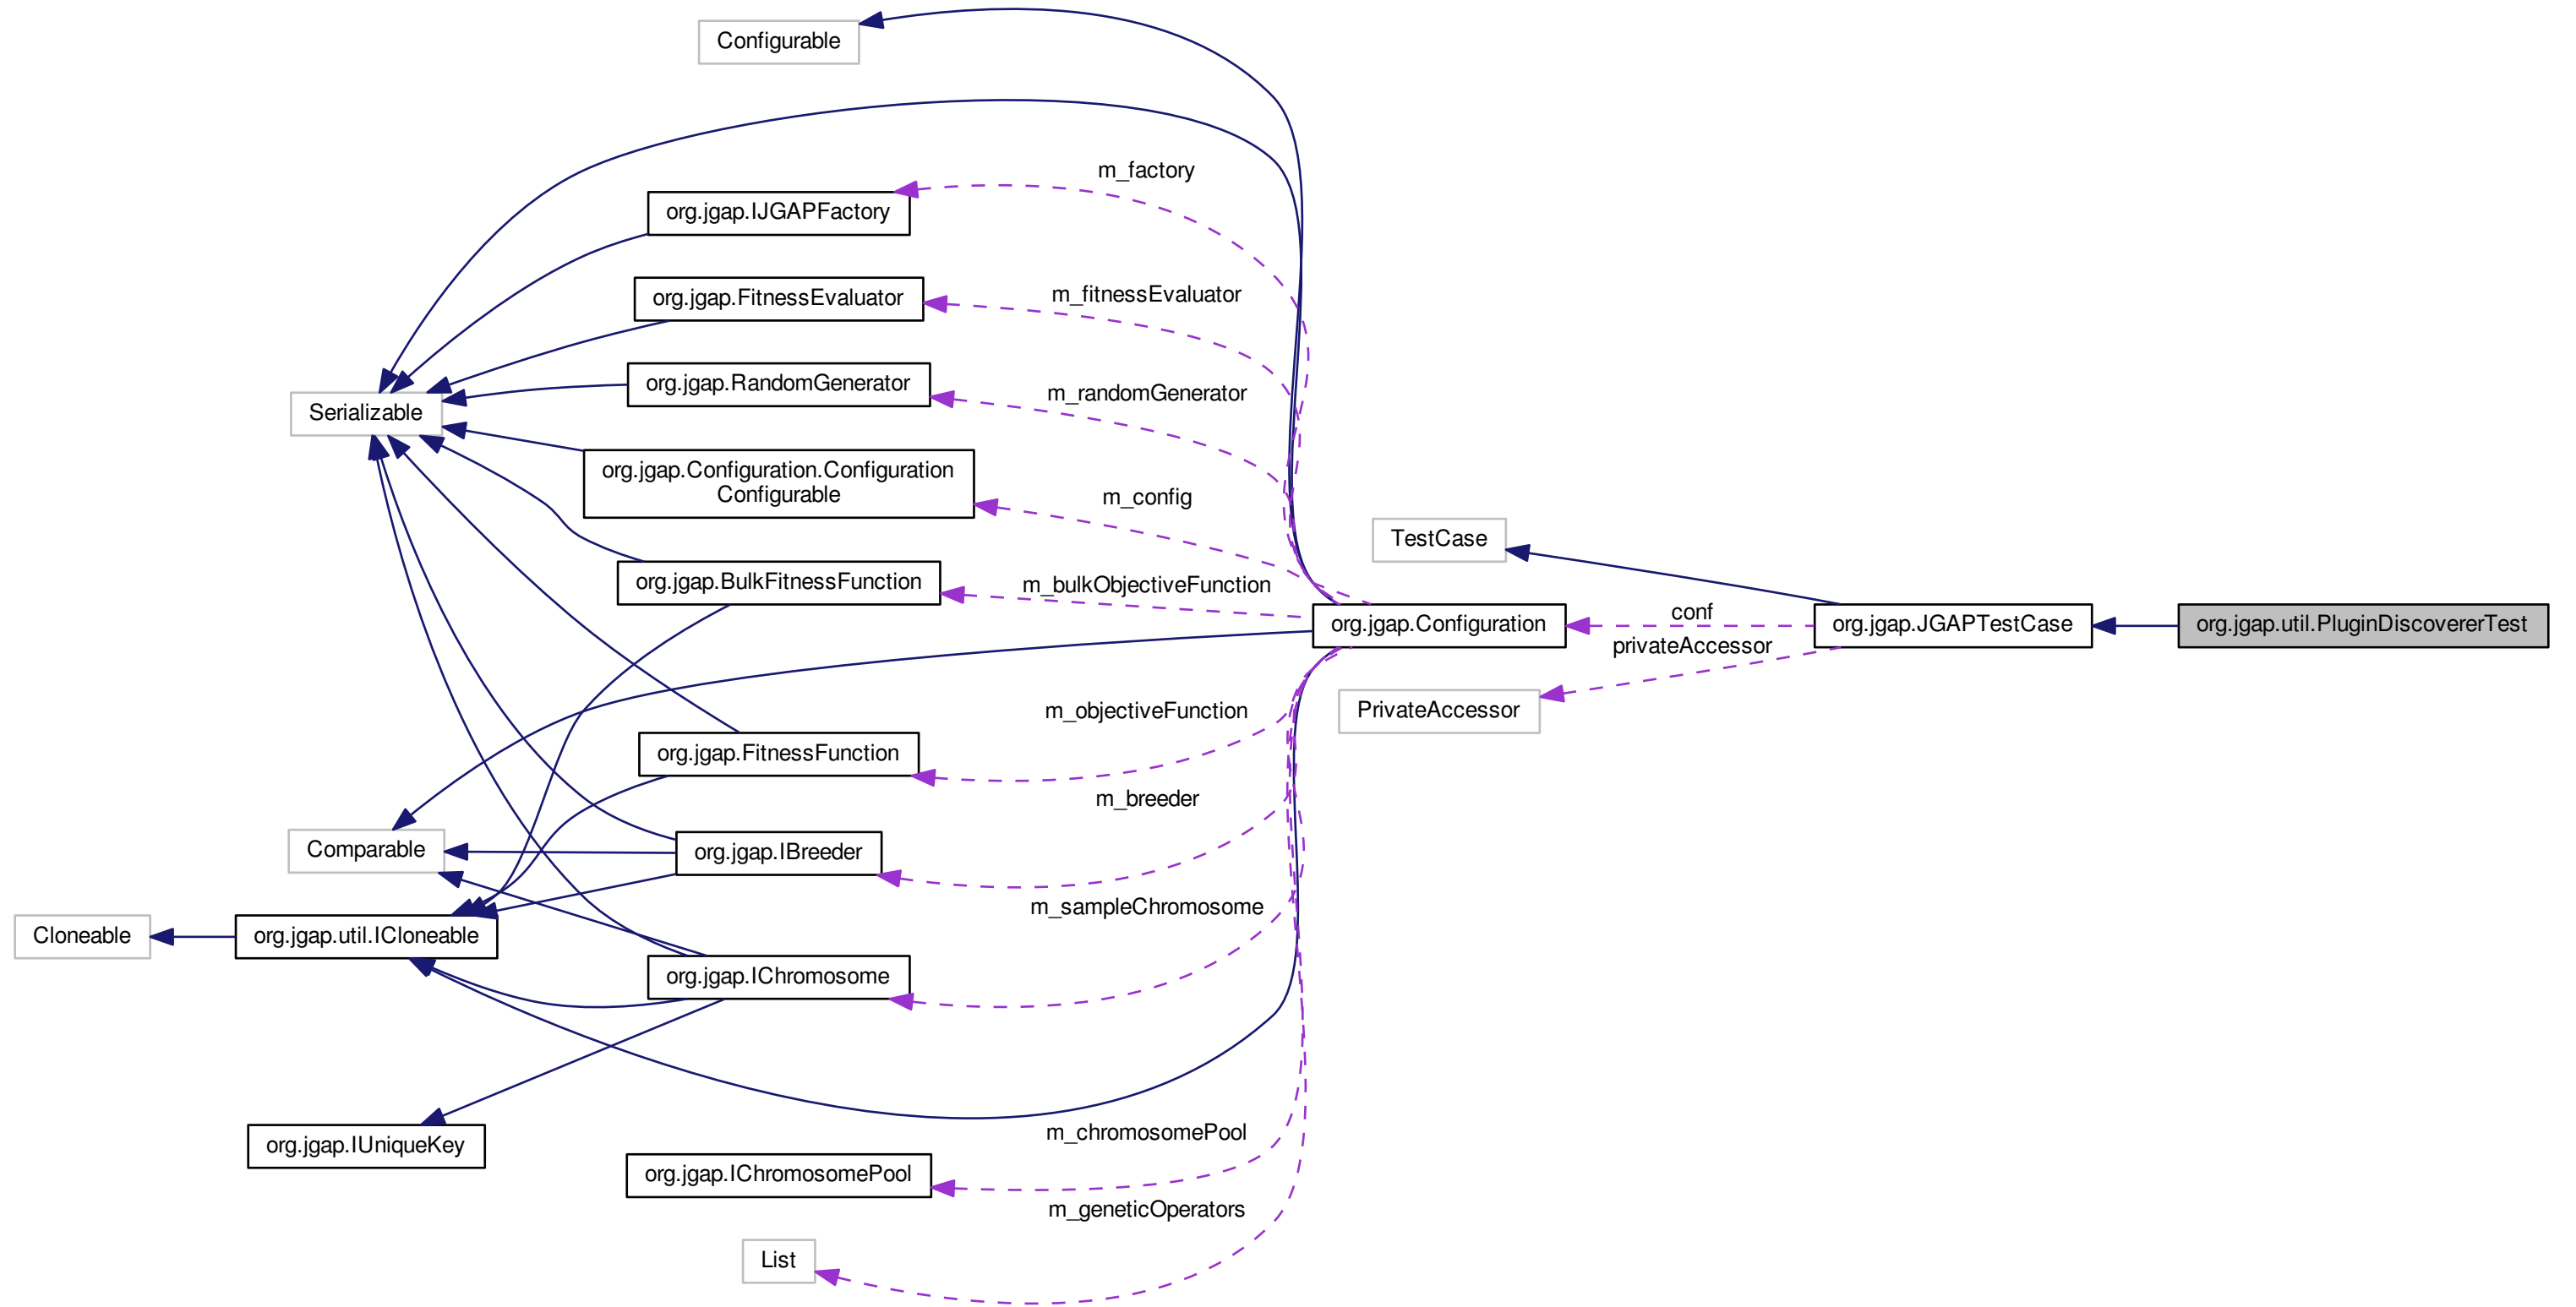 Configurable
m_factory
org.jgap.IJGAPFactory
m_fitnessEvaluator
org.jgap.FitnessEvaluator
m_randomGenerator
org.jgap.RandomGenerator
Serializable
org.jgap.Configuration.Configuration
Configurable
m_config
TestCase
org.jgap.BulkFitnessFunction
m_bulkObjectiveFunction
org.jgap.Configuration
conf
org.jgap.JGAPTestCase
org.jgap.util.PluginDiscovererTest
privateAccessor
PrivateAccessor
m_objectiveFunction
org.jgap.FitnessFunction
m_breeder
Comparable
org.jgap.IBreeder
m_sampleChromosome
Cloneable
org.jgap.util.ICloneable
org.jgap.IChromosome
m_chromosomePool
org.jgap.IUniqueKey
org.jgap.IChromosomePool
m_geneticOperators
List